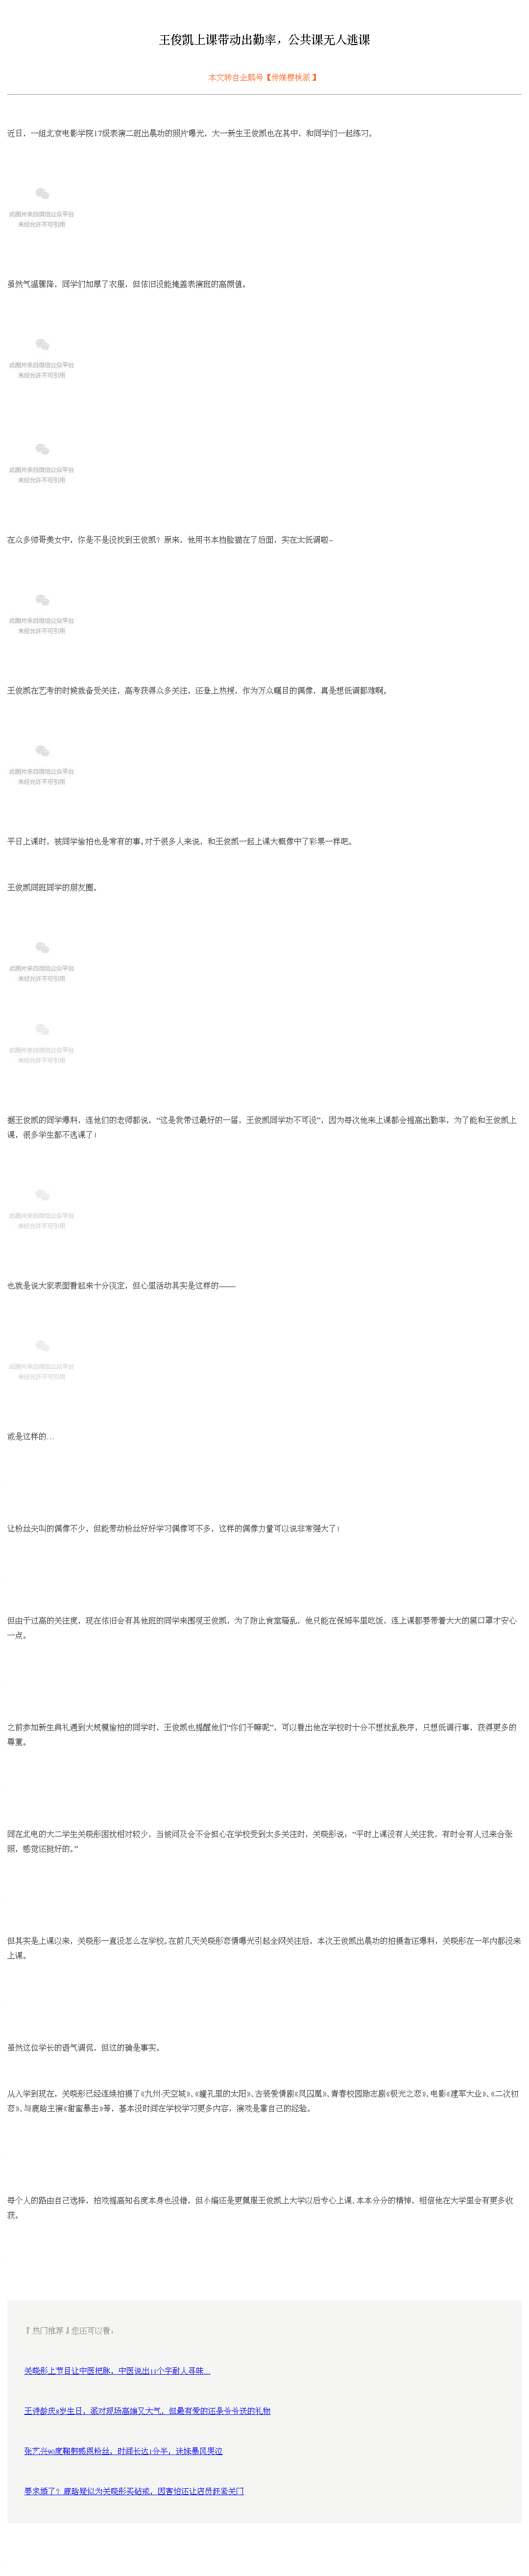 王俊凯上课带动出勤率，公共课无人逃课
本文转自企鹅号【传媒樱桃派 】
近日，一组北京电影学院17级表演二班出晨功的照片曝光，大一新生王俊凯也在其中，和同学们一起练习。
此图片来自微信公众平台
未经允许不可引用
虽然气温骤降，同学们加厚了衣服，但依旧没能掩盖表演班的高颜值。
此图片来自微信公众平台
未经允许不可引用
此图片来自微信公众平台
未经允许不可引用
在众多帅哥美女中，你是不是没找到王俊凯？原来，他用书本挡脸猫在了后面，实在太低调啦~
此图片来自微信公众平台
未经允许不可引用
王俊凯在艺考的时候就备受关注，高考获得众多关注，还登上热搜，作为万众瞩目的偶像，真是想低调都难啊。
此图片来自微信公众平台
未经允许不可引用
平日上课时，被同学偷拍也是常有的事。对于很多人来说，和王俊凯一起上课大概像中了彩票一样吧。
王俊凯同班同学的朋友圈。
此图片来自微信公众平台
未经允许不可引用
此图片来自微信公众平台
未经允许不可引用
据王俊凯的同学爆料，连他们的老师都说，“这是我带过最好的一届，王俊凯同学功不可没”，因为每次他来上课都会提高出勤率，为了能和王俊凯上
课，很多学生都不逃课了！
此图片来自微信公众平台
未经允许不可引用
也就是说大家表面看起来十分淡定，但心里活动其实是这样的——
此图片来自微信公众平台
未经允许不可引用
或是这样的…
让粉丝尖叫的偶像不少，但能带动粉丝好好学习偶像可不多，这样的偶像力量可以说非常强大了！
但由于过高的关注度，现在依旧会有其他班的同学来围观王俊凯，为了防止食堂骚乱，他只能在保姆车里吃饭，连上课都要带着大大的黑口罩才安心
一点。
之前参加新生典礼遇到大规模偷拍的同学时，王俊凯也提醒他们“你们干嘛呢”，可以看出他在学校时十分不想扰乱秩序，只想低调行事，获得更多的
尊重。
同在北电的大二学生关晓彤困扰相对较少，当被问及会不会担心在学校受到太多关注时，关晓彤说，“平时上课没有人关注我，有时会有人过来合张
照，感觉还挺好的。”
但其实是上课以来，关晓彤一直没怎么在学校。在前几天关晓彤恋情曝光引起全网关注后，本次王俊凯出晨功的拍摄者还爆料，关晓彤在一年内都没来
上课。
虽然这位学长的语气调侃，但这的确是事实。
从入学到现在，关晓彤已经连续拍摄了《九州·天空城》、《瞳孔里的太阳》、古装爱情剧《凤囚凰》、青春校园励志剧《极光之恋》、电影《建军大业》、《二次初
恋》、与鹿晗主演《甜蜜暴击》等，基本没时间在学校学习更多内容，演戏是靠自己的经验。
每个人的路由自己选择，拍戏提高知名度本身也没错，但小编还是更佩服王俊凯上大学以后专心上课、本本分分的精神，相信他在大学里会有更多收
获。
『 热门推荐 』您还可以看：
关晓彤上节目让中医把脉，中医说出11个字耐人寻味…
王诗龄庆8岁生日，派对现场高端又大气，但最有爱的还是爷爷送的礼物
张艺兴90度鞠躬感恩粉丝，时间长达1分半，迷妹暴风哭泣
要求婚了？鹿晗疑似为关晓彤买钻戒，因害怕还让店员赶紧关门